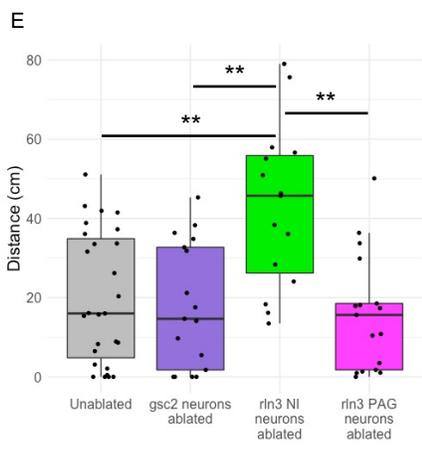 E
80
60
40
20
0
Distance (cm)
**
**
**
Unablated
gsc2 neurons
ablated
rln3 NI
neurons
ablated
rln3 PAG
neurons
ablated